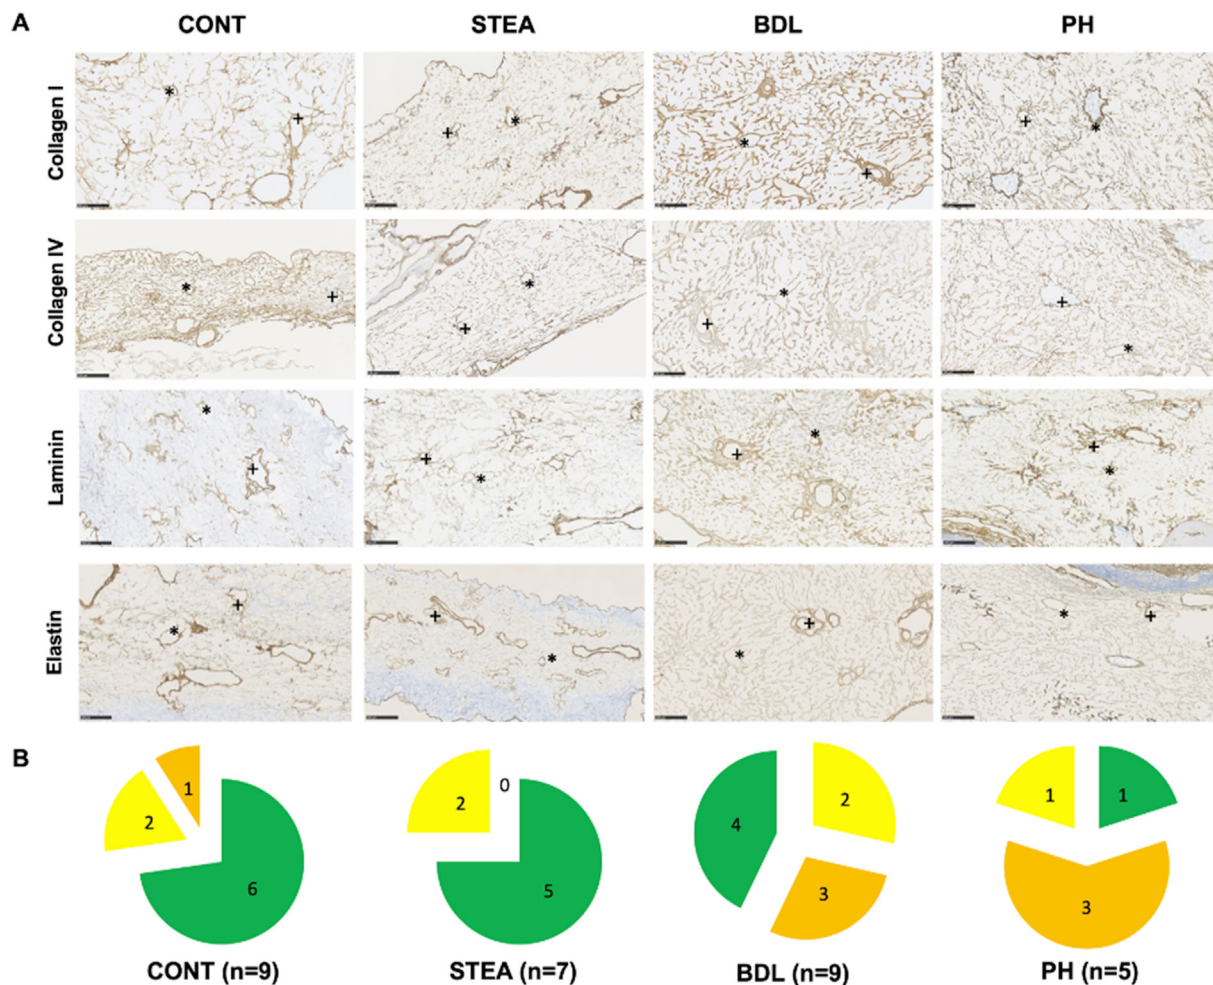 A
CONT STEA BDL PH
Collagen I
* + + * * + + *
Collagen IV
* + * + * + + *
Laminin
* + + * * + + *
Elastin
+ * + * + * * +
B
1 2 6
2 0 5
4 2 3
1 1 3
CONT (n=9) STEA (n=7) BDL (n=9) PH (n=5)